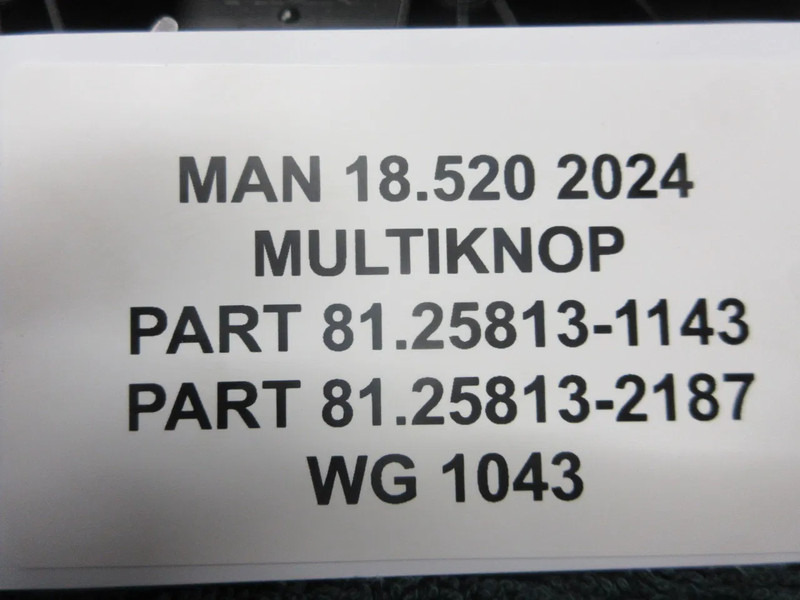 MAN 18.520 2024
MULTIKNOP
PART 81.25813-1143
PART 81.25813-2187
WG 1043